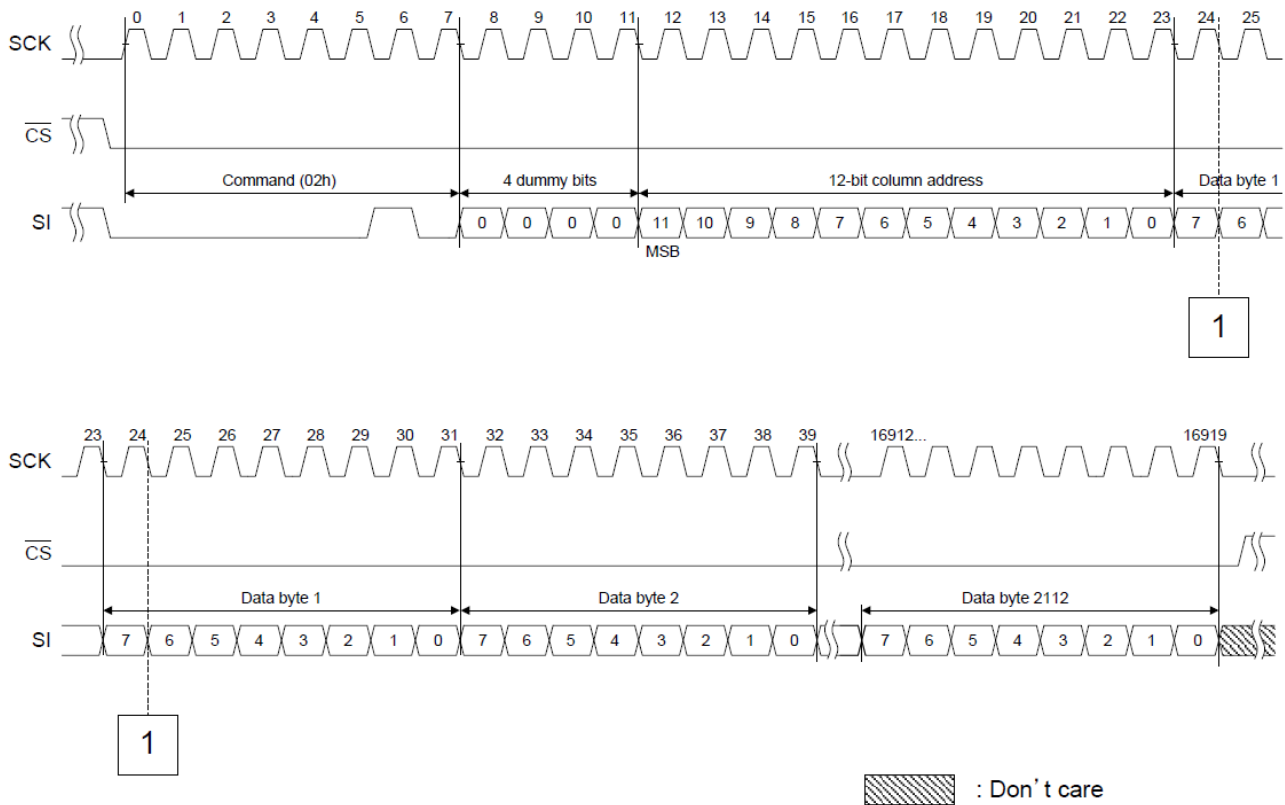 0 1 2 3 4 5 6 7 8 9 10 11 12 13 14 15 16 17 18 19 20 21 22 23 24 25
SCK
CS
Command (02h) 4 dummy bits 12-bit column address Data byte 1
SI 0 0 0 0 11 10 9 8 7 6 5 4 3 2 1 0 7 6
MSB
1
23 24 25 26 27 28 29 30 31 32 33 34 35 36 37 38 39 16912... 16919
SCK
CS
Data byte 1 Data byte 2 Data byte 2112
SI 7 6 5 4 3 2 1 0 7 6 5 4 3 2 1 0 7 6 5 4 3 2 1 0
1
: Don't care